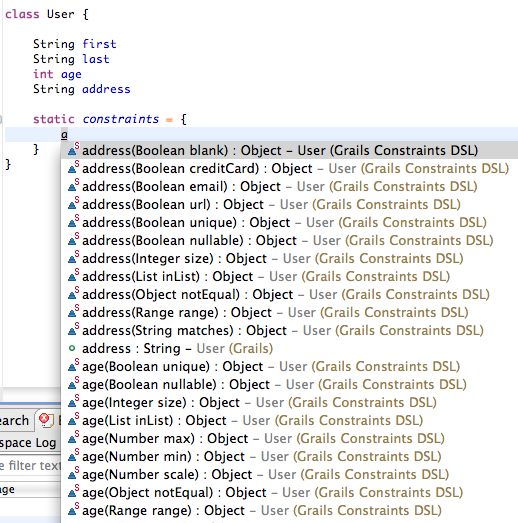 class User {
String first
String last
int age
String address
static constraints = {
a
}
}
address(Boolean blank) : Object – User (Grails Constraints DSL)
address(Boolean creditCard) : Object – User (Grails Constraints DSL)
address(Boolean email) : Object – User (Grails Constraints DSL)
address(Boolean url) : Object – User (Grails Constraints DSL)
address(Boolean unique) : Object – User (Grails Constraints DSL)
address(Boolean nullable) : Object – User (Grails Constraints DSL)
address(Integer size) : Object – User (Grails Constraints DSL)
address(List inList) : Object – User (Grails Constraints DSL)
address(Object notEqual) : Object – User (Grails Constraints DSL)
address(Range range) : Object – User (Grails Constraints DSL)
address(String matches) : Object – User (Grails Constraints DSL)
address : String – User (Grails)
age(Boolean unique) : Object – User (Grails Constraints DSL)
age(Boolean nullable) : Object – User (Grails Constraints DSL)
age(Integer size) : Object – User (Grails Constraints DSL)
age(List inList) : Object – User (Grails Constraints DSL)
age(Number max) : Object – User (Grails Constraints DSL)
age(Number min) : Object – User (Grails Constraints DSL)
age(Number scale) : Object – User (Grails Constraints DSL)
age(Object notEqual) : Object – User (Grails Constraints DSL)
age(Range range) : Object – User (Grails Constraints DSL)
earch
space Log
e filter text
age